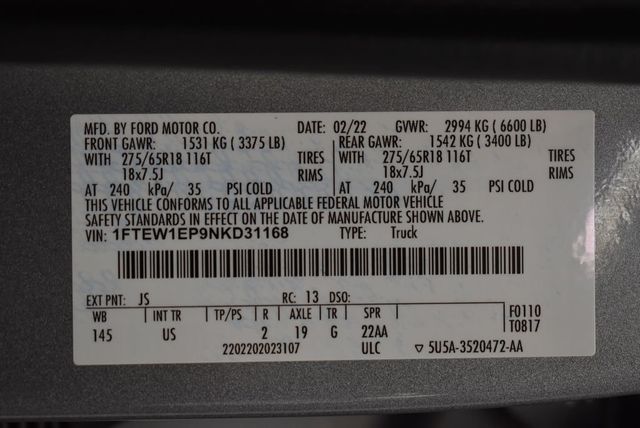 MFD. BY FORD MOTOR CO. DATE: 02/22 GVWR: 2994 KG ( 6600 LB)
FRONT GAWR: 1531 KG ( 3375 LB) REAR GAWR: 1542 KG ( 3400 LB)
WITH 275/65R18 116T TIRES WITH 275/65R18 116T TIRES
18x7.5J RIMS 18x7.5J RIMS
AT 240 kPa/ 35 PSI COLD AT 240 kPa/ 35 PSI COLD
THIS VEHICLE CONFORMS TO ALL APPLICABLE FEDERAL MOTOR VEHICLE
SAFETY STANDARDS IN EFFECT ON THE DATE OF MANUFACTURE SHOWN ABOVE.
VIN: 1FTEW1EP9NKD31168 TYPE: Truck
EXT PNT: JS RC: 13 DSO:
WB INT TR TP/PS R AXLE TR SPR F0110
145 US 2 19 G 22AA T0817
2202202023107 ULC ▽ 5U5A-3520472-AA